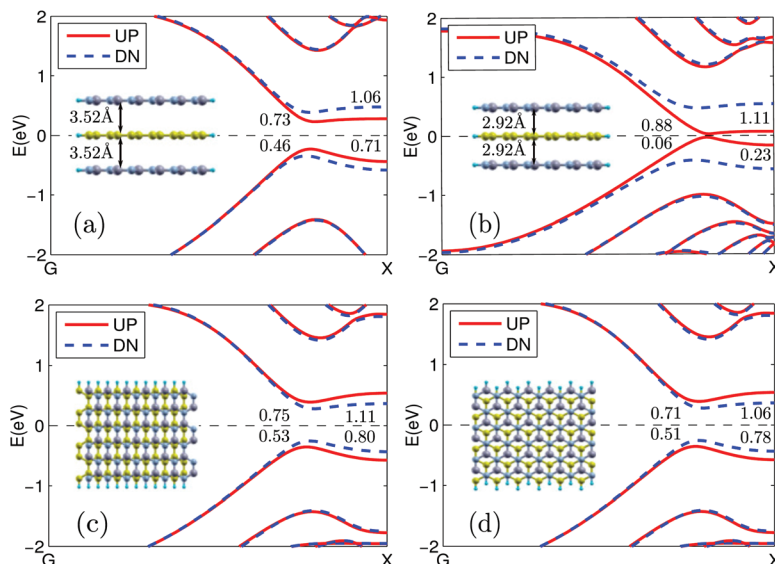 2
UP
DN
1
1.06
3.52Å
0.73
E(eV)
0
3.52Å
0.46
0.71
−1
(a)
−2
G
X
2
UP
DN
1
2.92Å
0.88
1.11
E(eV)
0
2.92Å
0.06
0.23
−1
(b)
−2
G
X
2
UP
DN
1
0.75
1.11
E(eV)
0
0.53
0.80
−1
(c)
−2
G
X
2
UP
DN
1
0.71
1.06
E(eV)
0
0.51
0.78
−1
(d)
−2
G
X